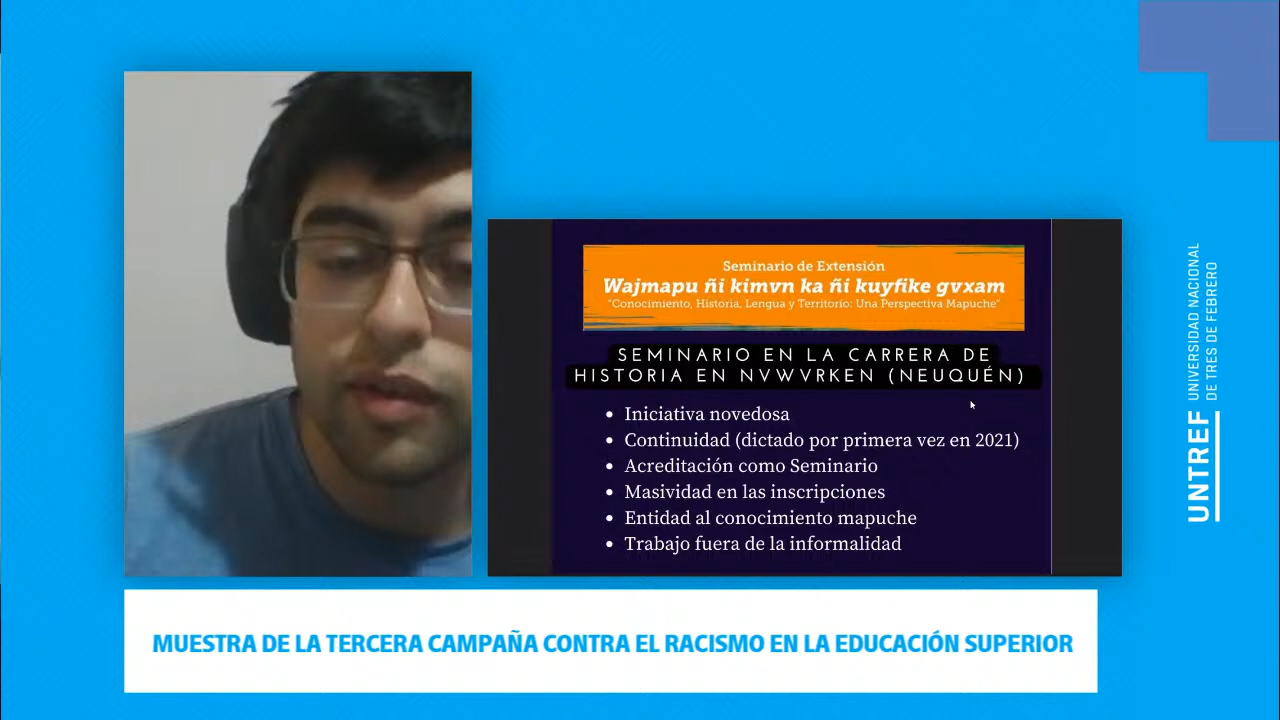 Seminario de Extensión
Wajmapu ñi kimvn ka ñi kuyfike gvxam
"Conocimiento, Historia, Lengua y Territorio: Una Perspectiva Mapuche"
SEMINARIO EN LA CARRERA DE
HISTORIA EN NVWVRKEN (NEUQUÉN)
• Iniciativa novedosa
• Continuidad (dictado por primera vez en 2021)
• Acreditación como Seminario
• Masividad en las inscripciones
• Entidad al conocimiento mapuche
• Trabajo fuera de la informalidad
UNTREF
UNIVERSIDAD NACIONAL
DE TRES DE FEBRERO
MUESTRA DE LA TERCERA CAMPAÑA CONTRA EL RACISMO EN LA EDUCACIÓN SUPERIOR